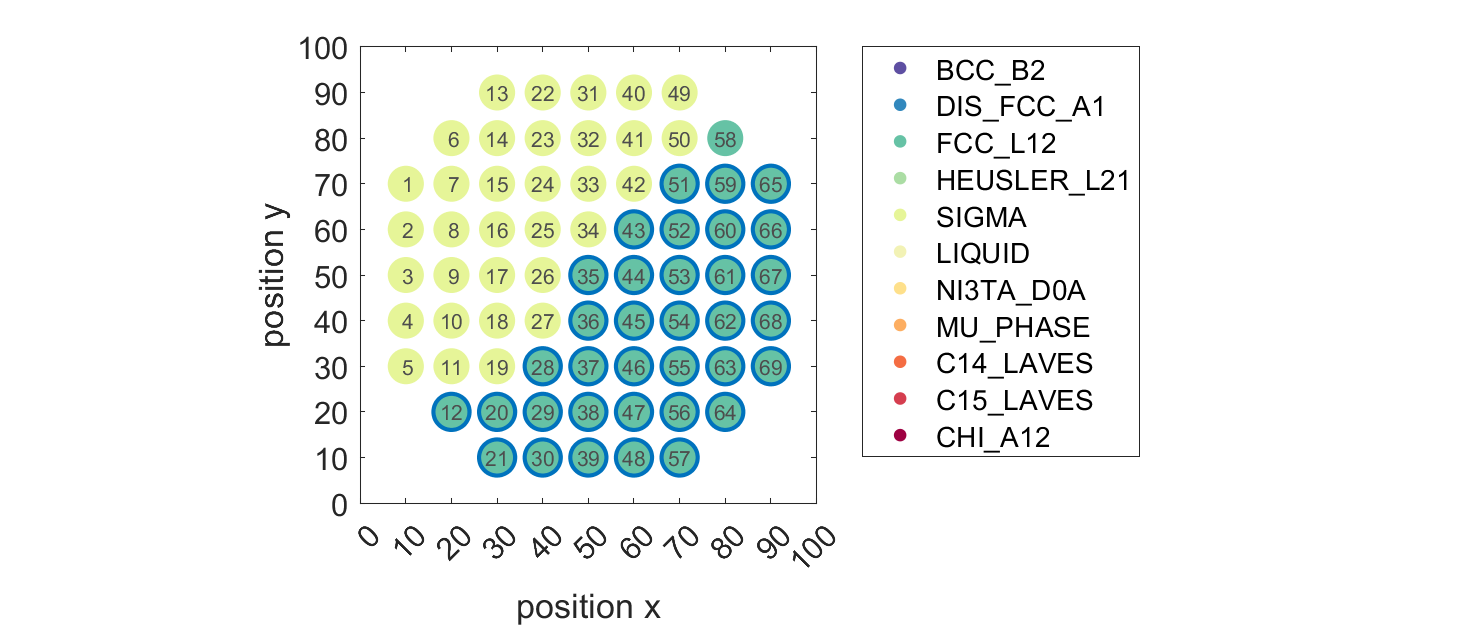 100
90
80
70
60
50
40
30
20
10
0
position y
13 22 31 40 49
6 14 23 32 41 50 58
1 7 15 24 33 42 51 59 65
2 8 16 25 34 43 52 60 66
3 9 17 26 35 44 53 61 67
4 10 18 27 36 45 54 62 68
5 11 19 28 37 46 55 63 69
12 20 29 38 47 56 64
21 30 39 48 57
0 10 20 30 40 50 60 70 80 90 100
position x
BCC_B2
DIS_FCC_A1
FCC_L12
HEUSLER_L21
SIGMA
LIQUID
NI3TA_D0A
MU_PHASE
C14_LAVES
C15_LAVES
CHI_A12